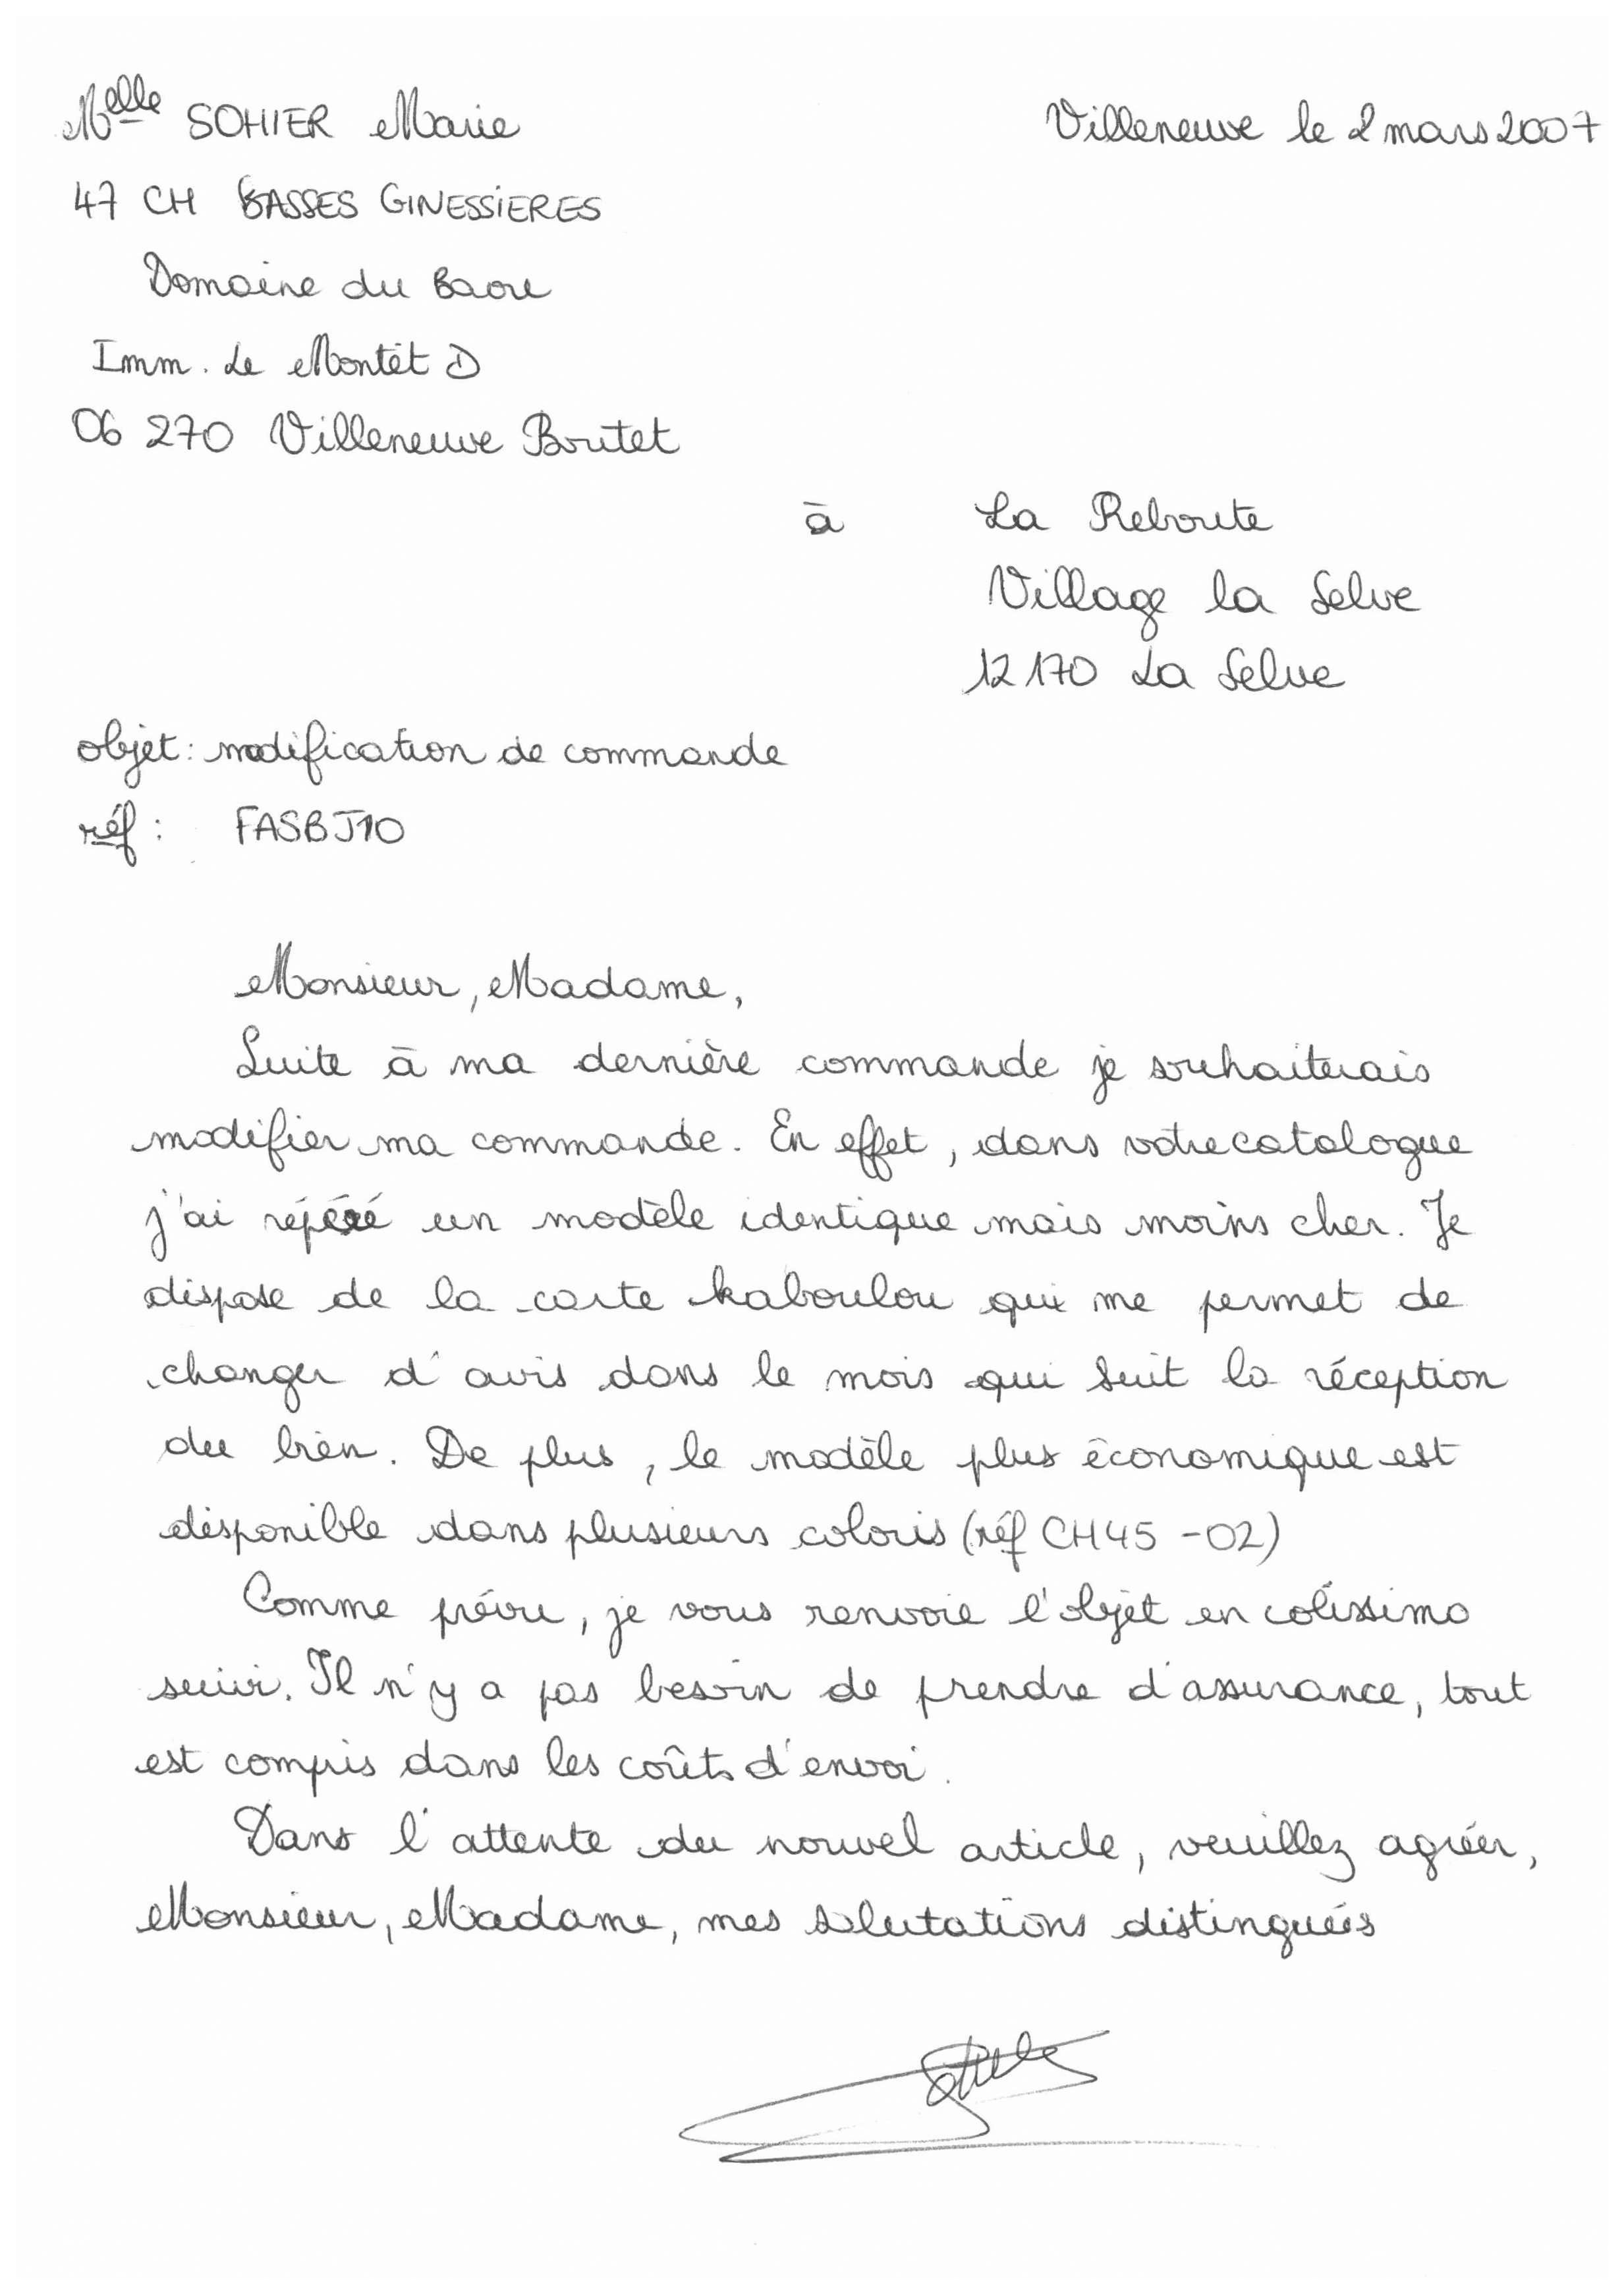 Melle SOHIER Marie
Villeneuve le 2 mars 2007
47 CH BASSES GINESSIERES
Domaine du Baou
Imm. Le Montét D
06 270 Villeneuve Boutet
à La Reboute
Village la Selve
12170 La Selve
objet : modification de commande
réf : FASBJ10
Monsieur, Madame,
Suite à ma dernière commande je souhaiterais
modifier ma commande. En effet, dans votre catalogue
j'ai répéré un modèle identique mais moins cher. Je
dispose de la carte kaboulou qui me permet de
changer d'avis dans le mois qui suit la réception
du bien. De plus, le modèle plus économique est
disponible dans plusieurs coloris (réf CH45 -02)
Comme prévu, je vous renvoie l'objet en colissimo
suivi. Il n'y a pas besoin de prendre d'assurance, tout
est compris dans les coûts d'envoi.
Dans l'attente du nouvel article, veuillez agréer,
Monsieur, Madame, mes salutations distinguées